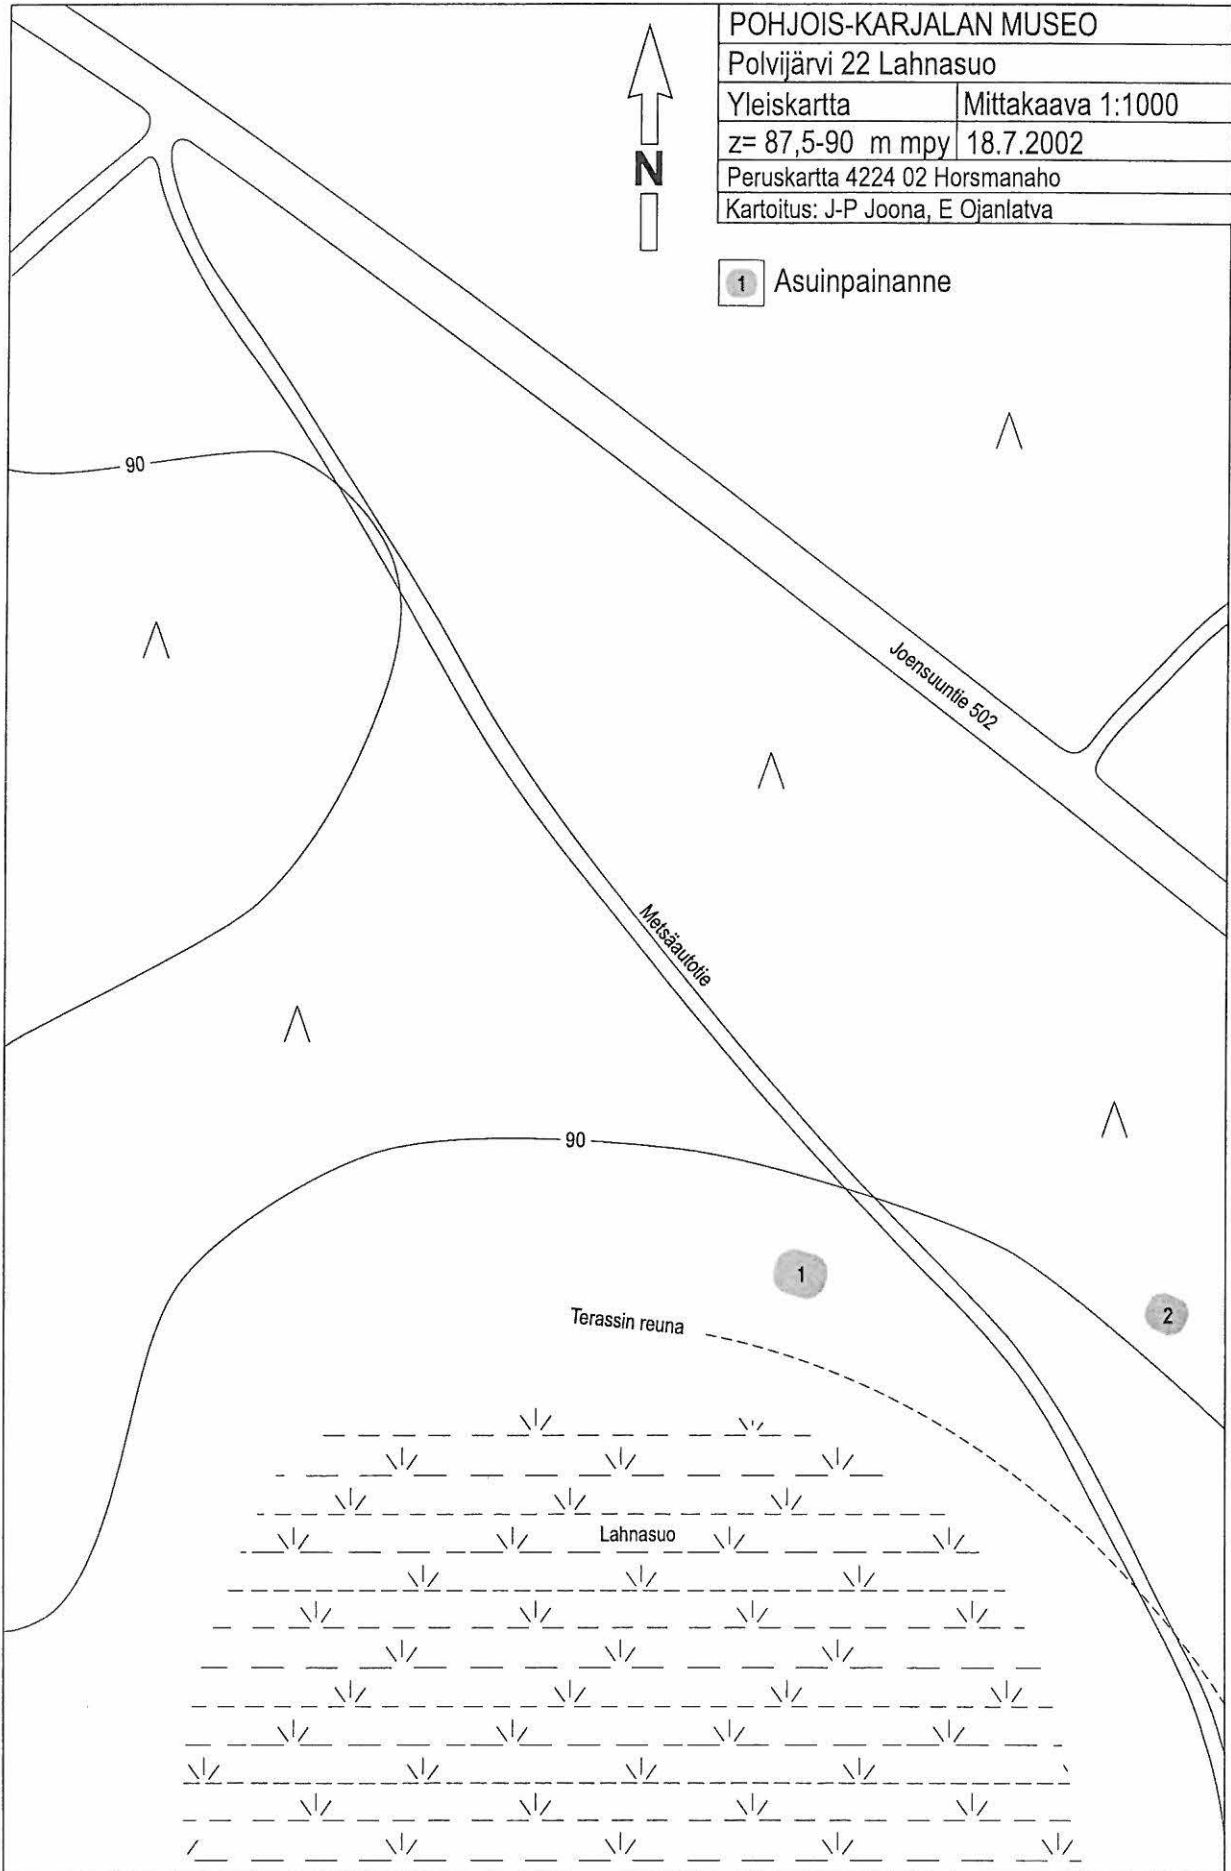 POHJOIS-KARJALAN MUSEO
Polvijärvi 22 Lahnasuo
Yleiskartta Mittakaava 1:1000
z= 87,5-90 m mpy 18.7.2002
Peruskartta 4224 02 Horsmanaho
Kartoitus: J-P Joona, E Ojanlatva
N
1 Asuinpainanne
90
Joensuuntie 502
Metsäautotie
90
1
2
Terassin reuna
Lahnasuo